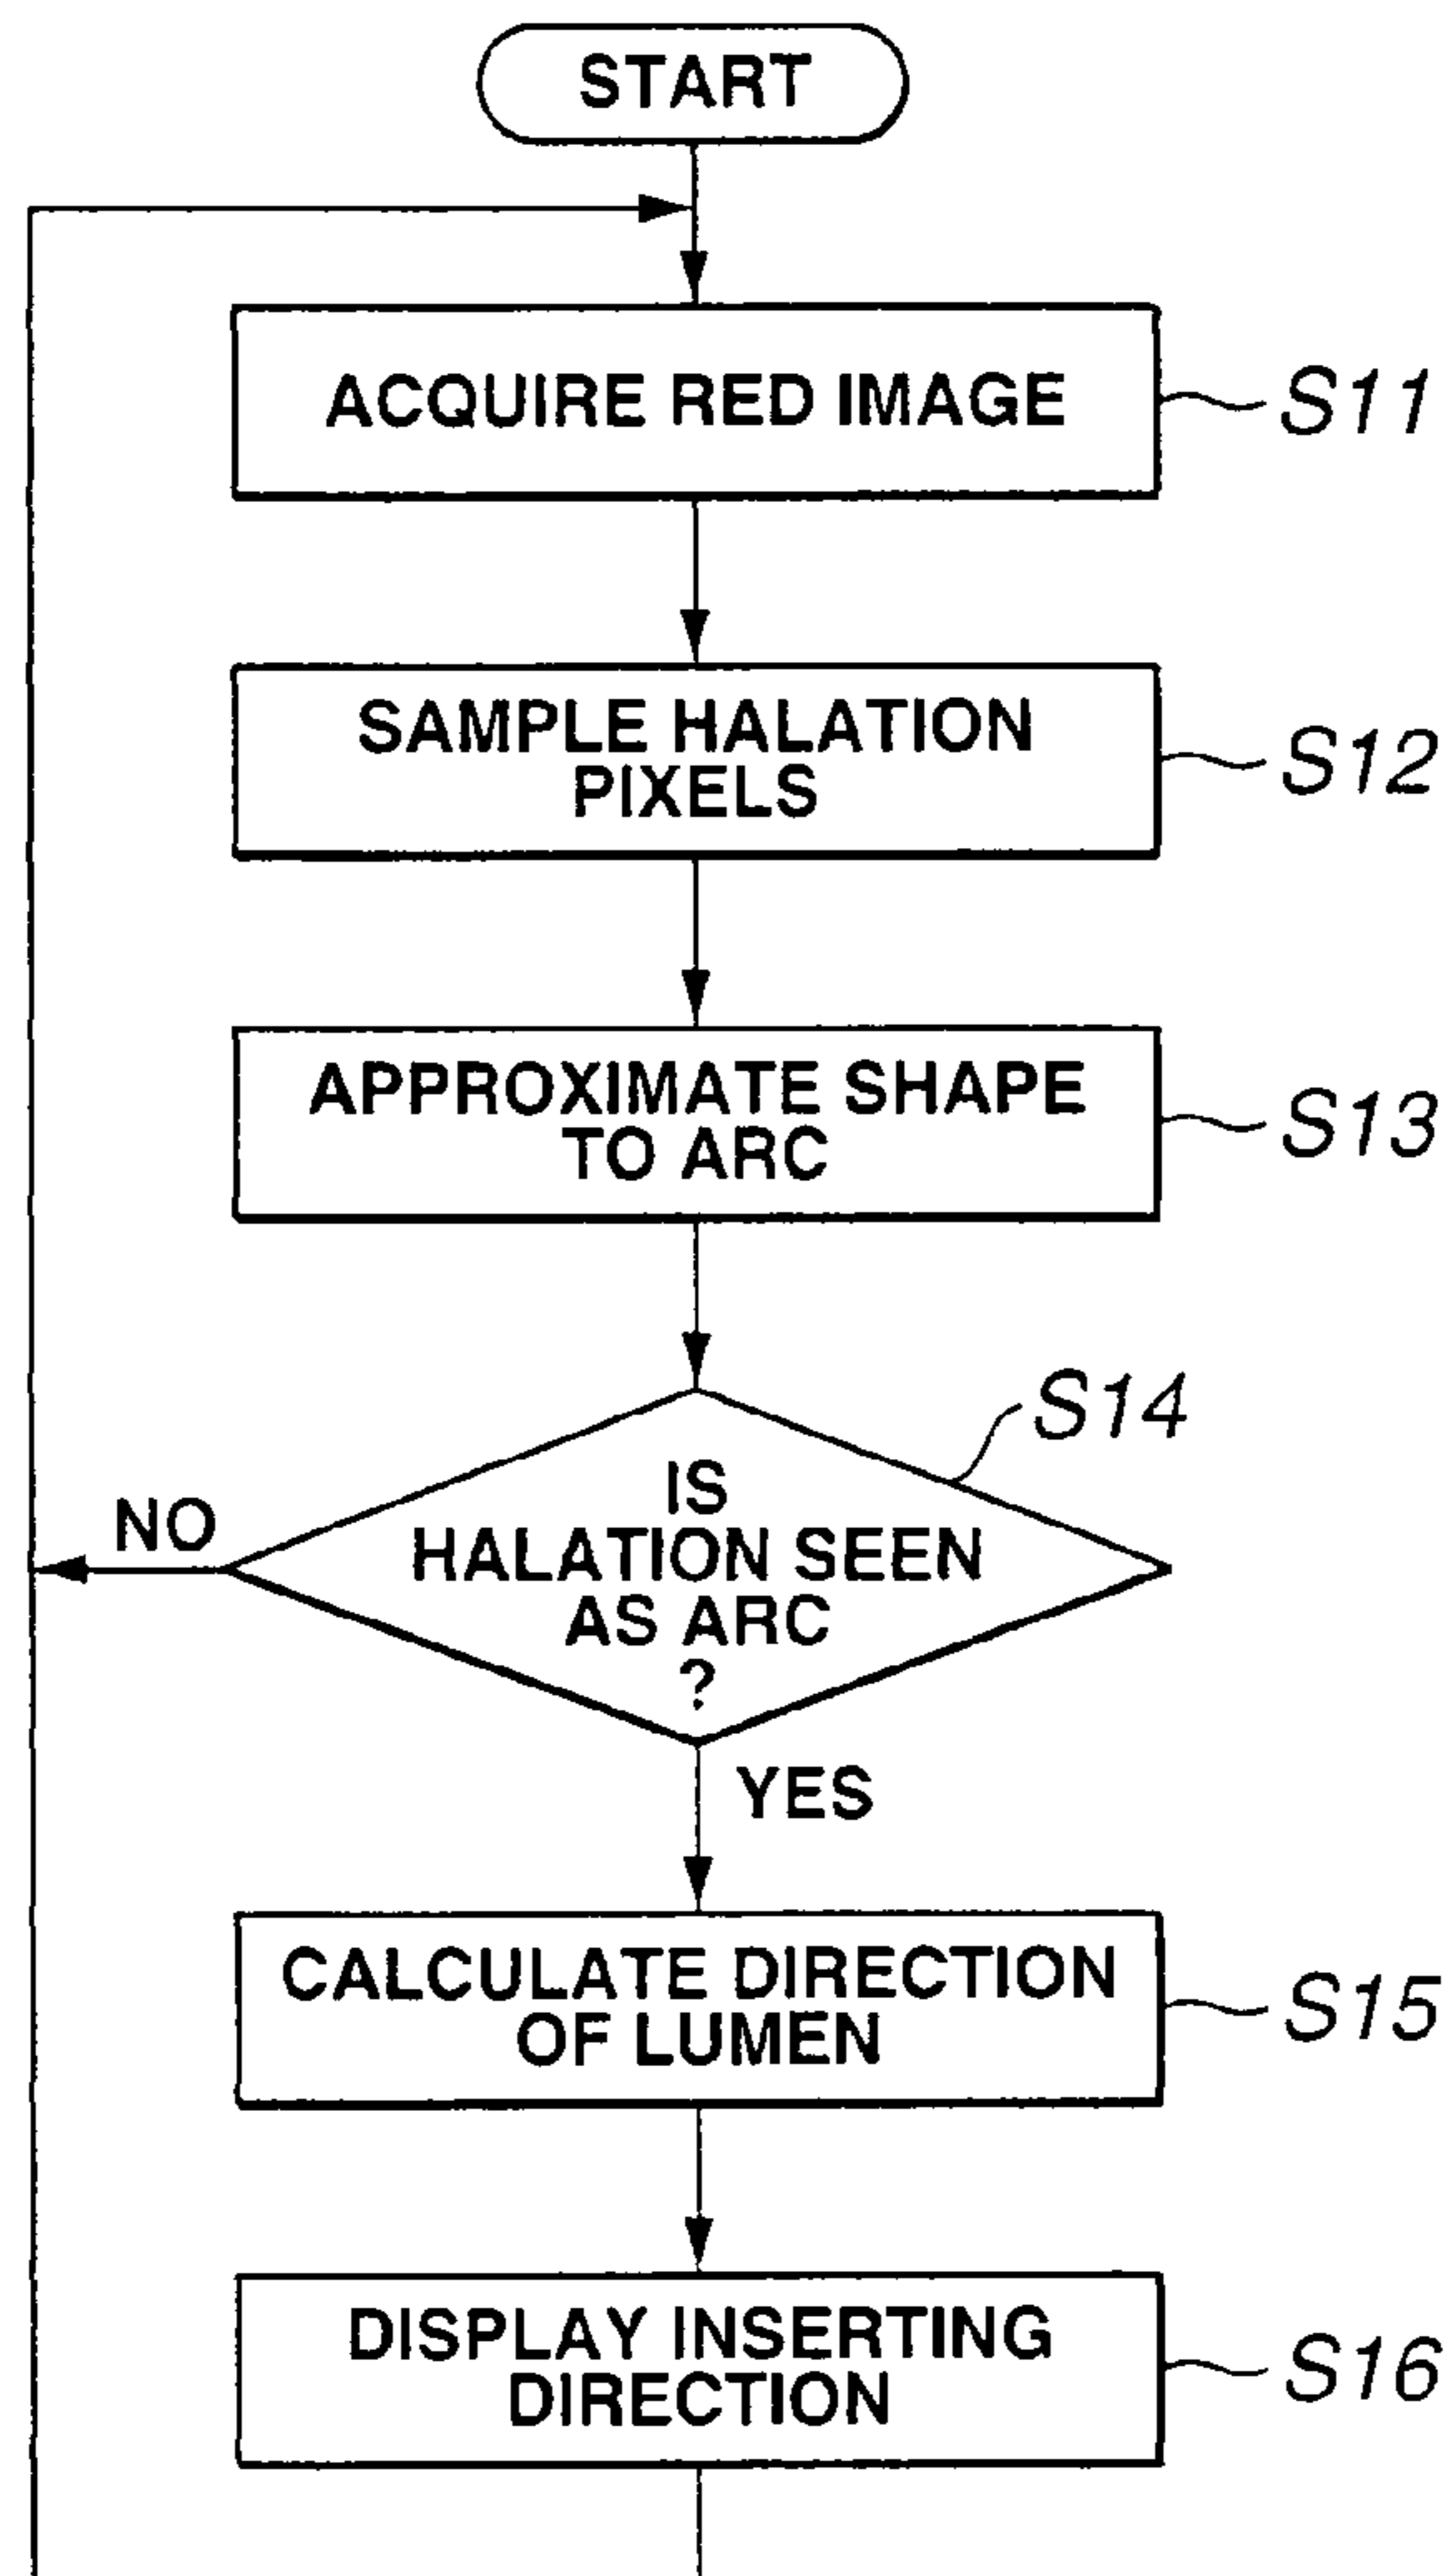 START
ACQUIRE RED IMAGE
S11
SAMPLE HALATION
PIXELS
S12
APPROXIMATE SHAPE
TO ARC
S13
S14
IS
HALATION SEEN
AS ARC
?
NO
YES
CALCULATE DIRECTION
OF LUMEN
S15
DISPLAY INSERTING
DIRECTION
S16